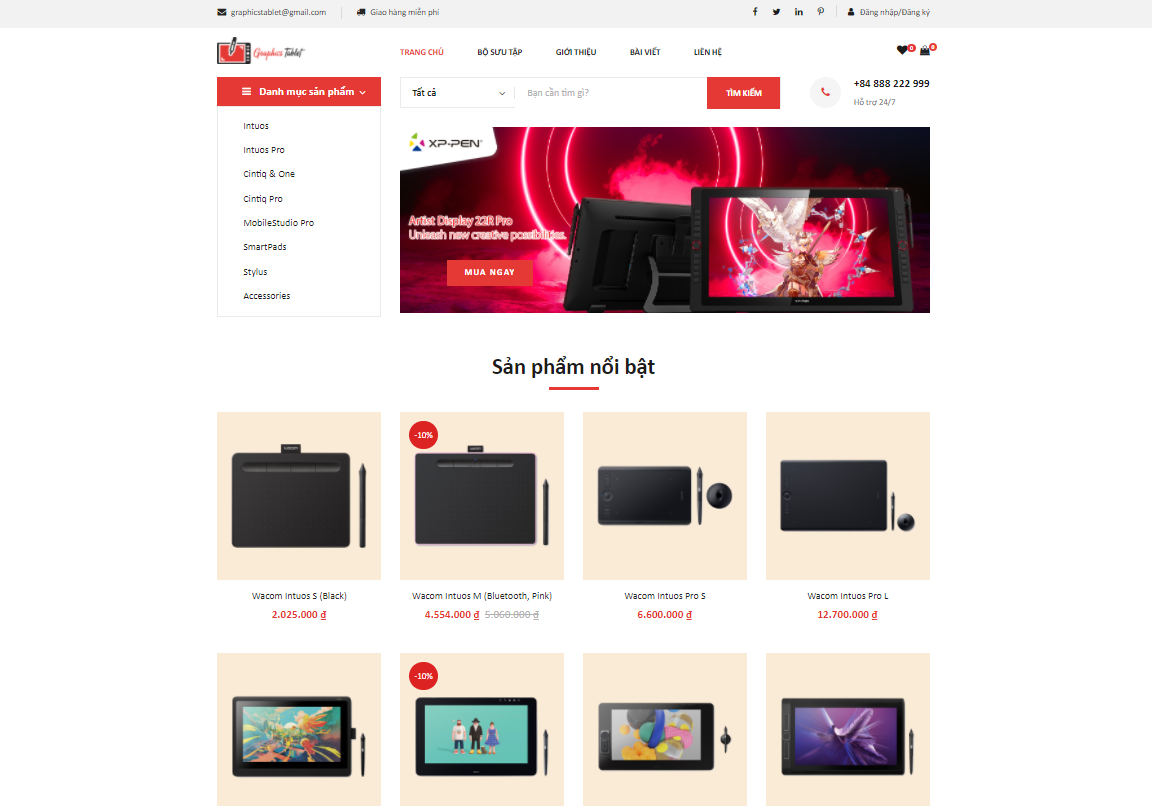 graphicstablet@gmail.com
Giao hàng miễn phí
Đăng nhập/Đăng ký
Graphics Tablet
TRANG CHỦ
BỘ SƯU TẬP
GIỚI THIỆU
BÀI VIẾT
LIÊN HỆ
0
0
Danh mục sản phẩm
Tất cả
Bạn cần tìm gì?
TÌM KIẾM
+84 888 222 999
Hỗ trợ 24/7
Intuos
Intuos Pro
Cintiq & One
Cintiq Pro
MobileStudio Pro
SmartPads
Stylus
Accessories
XP-PEN
Artist Display 22R Pro
Unleash new creative possibilities.
MUA NGAY
XP-PEN
Sản phẩm nổi bật
-10%
Wacom Intuos S (Black)
2.025.000 ₫
Wacom Intuos M (Bluetooth, Pink)
4.554.000 ₫ 5.060.000 ₫
Wacom Intuos Pro S
6.600.000 ₫
Wacom Intuos Pro L
12.700.000 ₫
-10%